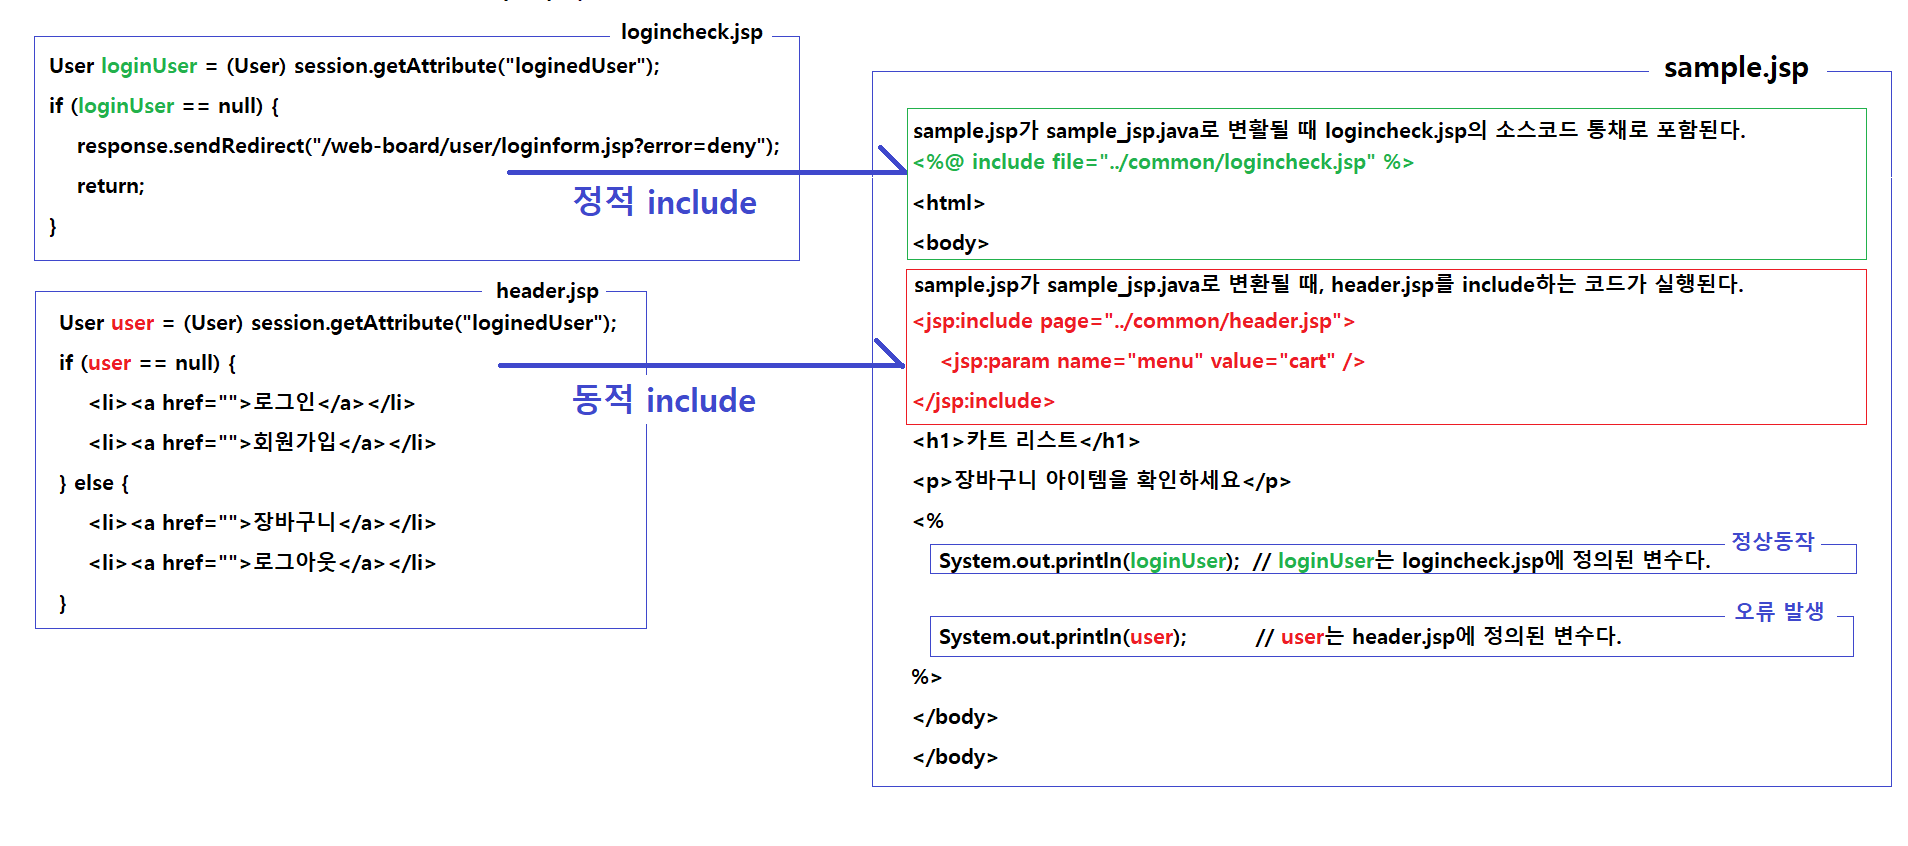 logincheck.jsp
User loginUser = (User) session.getAttribute("loginedUser");
if (loginUser == null) {
response.sendRedirect("/web-board/user/loginform.jsp?error=deny");
return;
}
정적 include
header.jsp
User user = (User) session.getAttribute("loginedUser");
if (user == null) {
<li><a href="">로그인</a></li>
<li><a href="">회원가입</a></li>
} else {
<li><a href="">장바구니</a></li>
<li><a href="">로그아웃</a></li>
}
동적 include
sample.jsp
sample.jsp가 sample_jsp.java로 변활될 때 logincheck.jsp의 소스코드 통채로 포함된다.
<%@ include file="../common/logincheck.jsp" %>
<html>
<body>
sample.jsp가 sample_jsp.java로 변환될 때, header.jsp를 include하는 코드가 실행된다.
<jsp:include page="../common/header.jsp">
<jsp:param name="menu" value="cart" />
</jsp:include>
<h1>카트 리스트</h1>
<p>장바구니 아이템을 확인하세요</p>
<%
정상동작
System.out.println(loginUser); // loginUser는 logincheck.jsp에 정의된 변수다.
오류 발생
System.out.println(user); // user는 header.jsp에 정의된 변수다.
%>
</body>
</body>